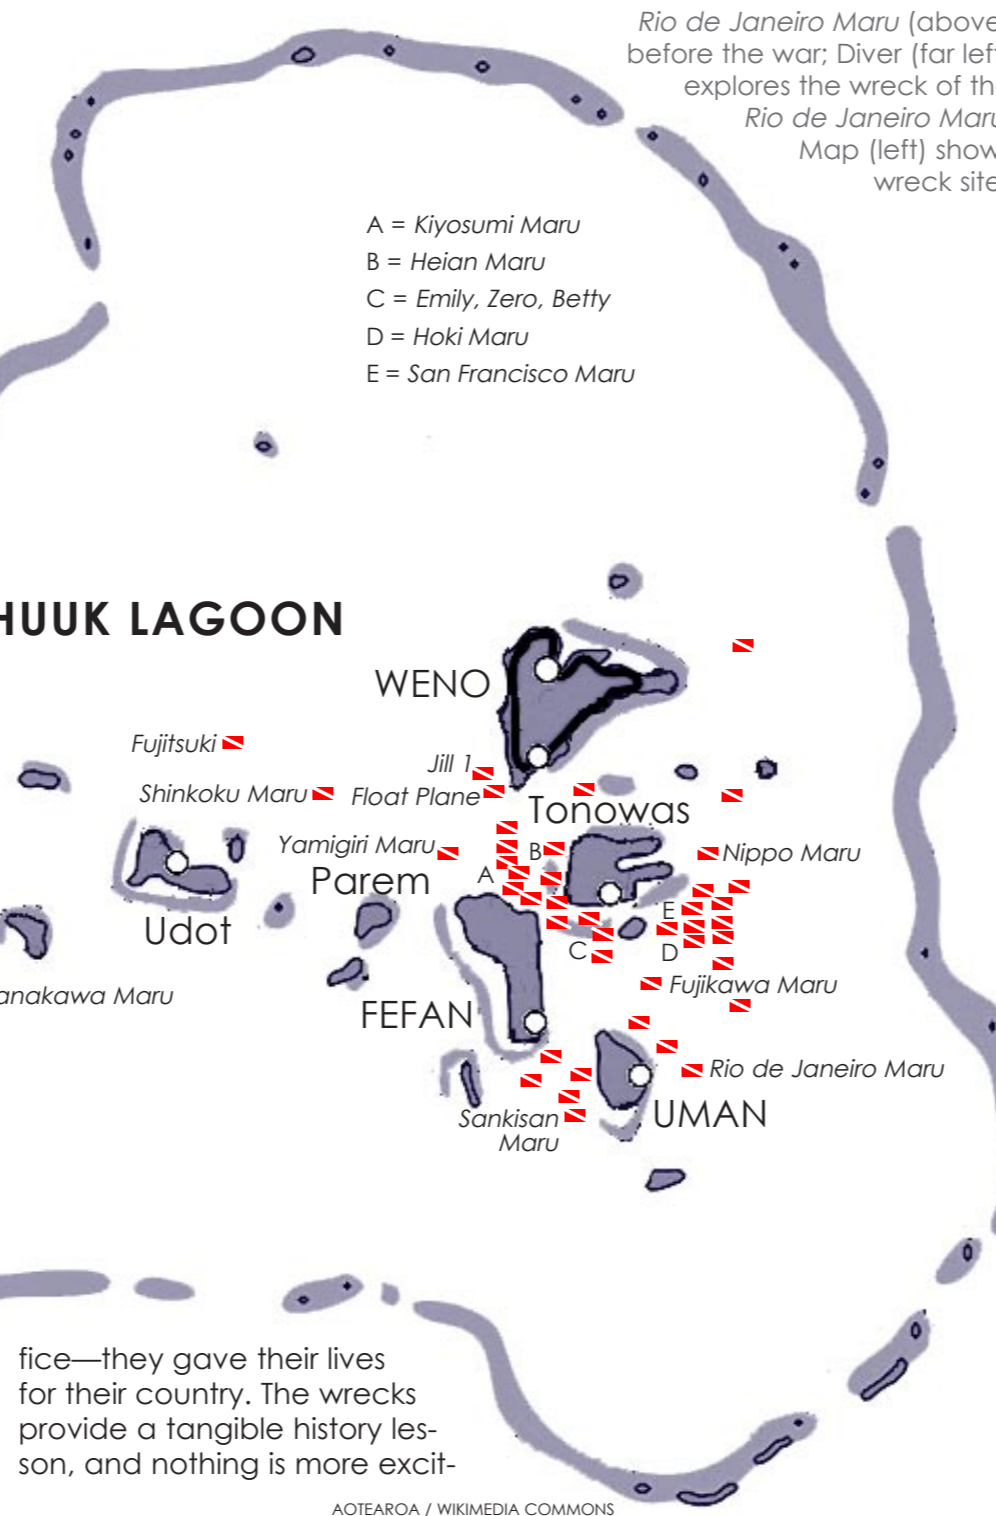 Rio de Janeiro Maru (above
before the war; Diver (far left
explores the wreck of th
Rio de Janeiro Maru
Map (left) show
wreck site
A = Kiyosumi Maru
B = Heian Maru
C = Emily, Zero, Betty
D = Hoki Maru
E = San Francisco Maru
HUUK LAGOON
WENO
Fujitsuki
Jill 1
Shinkoku Maru
Float Plane
Tonowas
Yamigiri Maru
B
Nippo Maru
Parem
A
E
Udot
C
D
anakawa Maru
Fujikawa Maru
FEFAN
Rio de Janeiro Maru
Sankisan
Maru
UMAN
fice—they gave their lives
for their country. The wrecks
provide a tangible history les-
son, and nothing is more excit-
AOTEAROA / WIKIMEDIA COMMONS